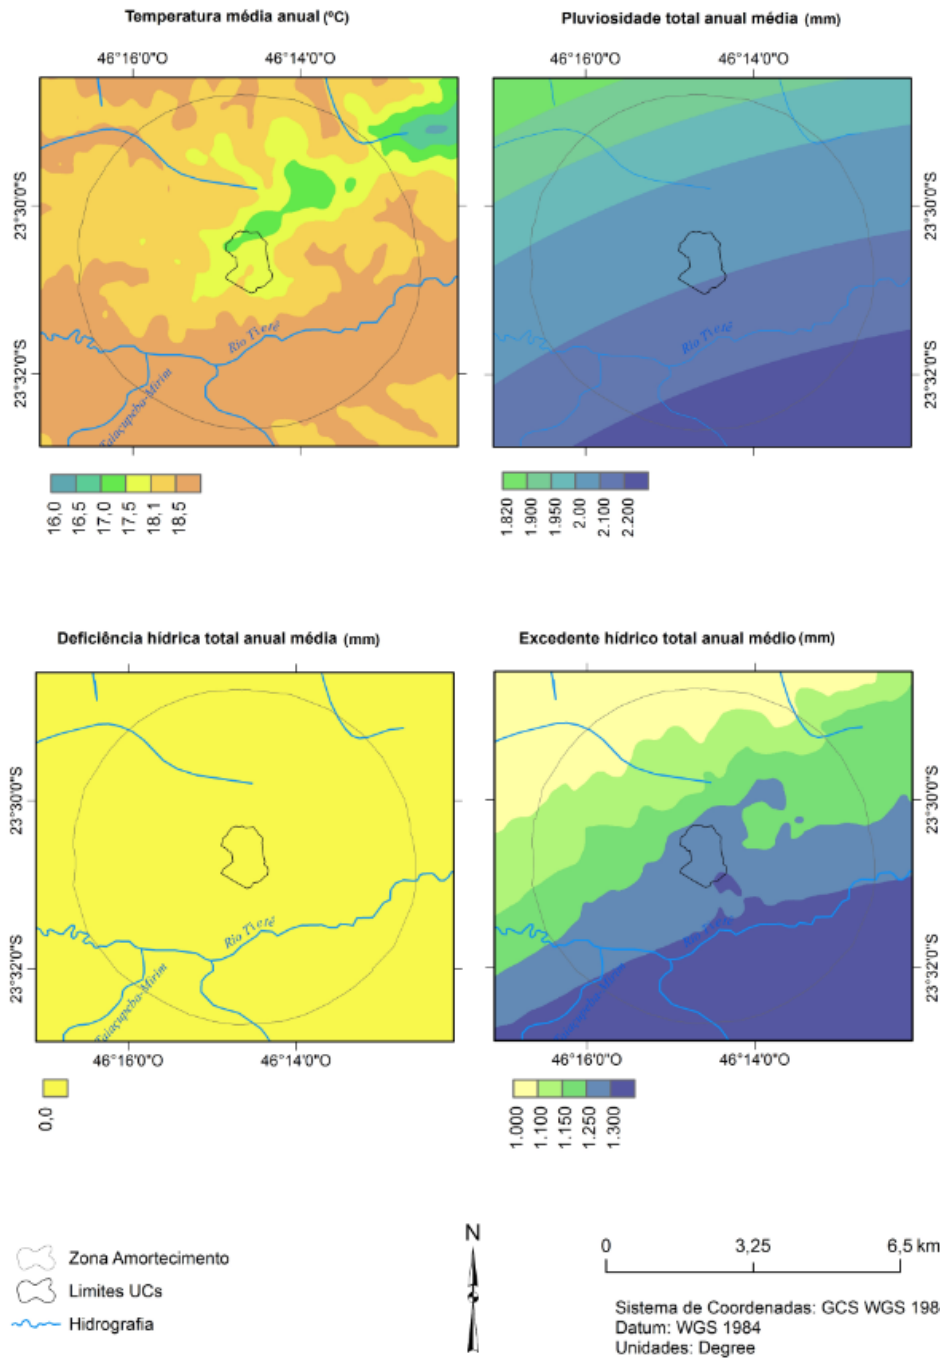 Temperatura média anual (ºC)
Pluviosidade total anual média (mm)
46°16'0"O
46°14'0"O
46°16'0"O
46°14'0"O
23°30'0"S
23°32'0"S
23°30'0"S
23°32'0"S
Rio Tietê
Taiaçupeba-Mirim
Rio Tietê
16,0
16,5
17,0
17,5
18,1
18,5
1.820
1.900
1.950
2.00
2.100
2.200
Deficiência hídrica total anual média (mm)
Excedente hídrico total anual médio (mm)
23°30'0"S
23°32'0"S
23°30'0"S
23°32'0"S
Rio Tietê
Taiaçupeba-Mirim
Rio Tietê
Taiaçupeba-Mirim
46°16'0"O
46°14'0"O
46°16'0"O
46°14'0"O
0,0
1.000
1.100
1.150
1.250
1.300
Zona Amortecimento
Limites UCs
Hidrografia
N
0
3,25
6,5 km
Sistema de Coordenadas: GCS WGS 198
Datum: WGS 1984
Unidades: Degree